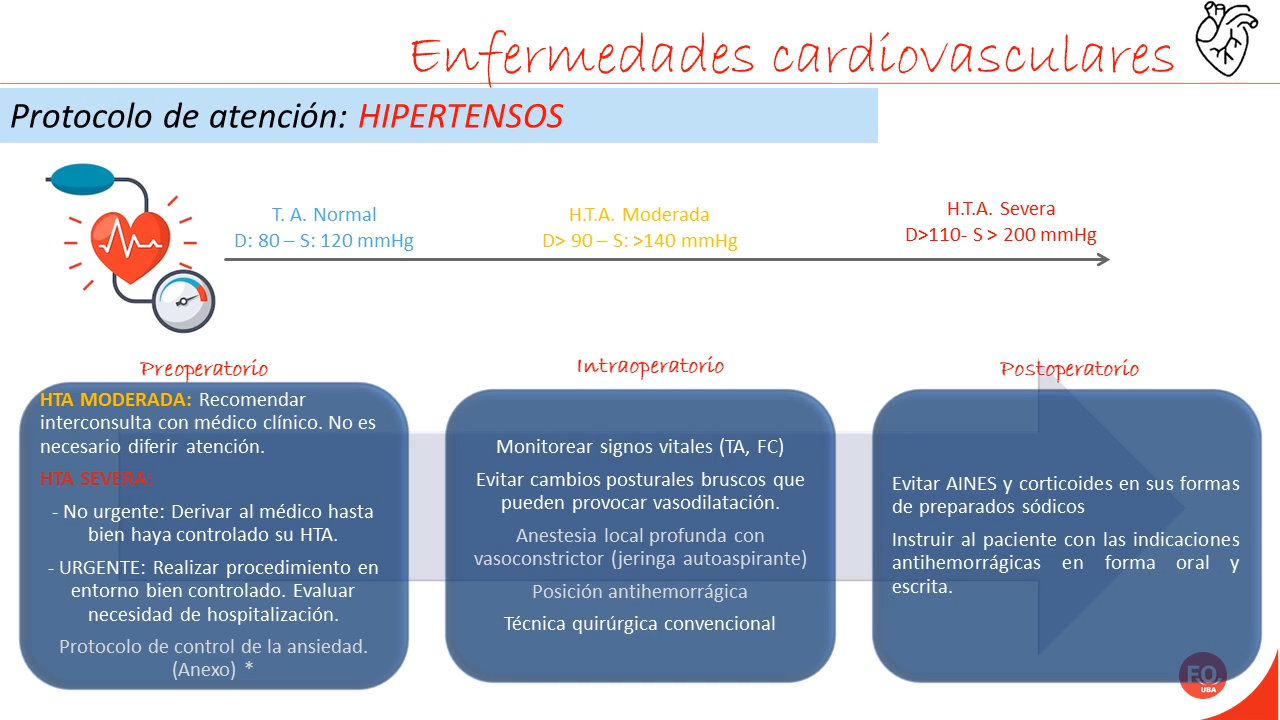 Enfermedades cardiovasculares
Protocolo de atención: HIPERTENSOS
T. A. Normal
D: 80 – S: 120 mmHg
H.T.A. Moderada
D> 90 – S: >140 mmHg
H.T.A. Severa
D>110- S > 200 mmHg
Preoperatorio
HTA MODERADA: Recomendar
interconsulta con médico clínico. No es
necesario diferir atención.
HTA SEVERA:
- No urgente: Derivar al médico hasta
bien haya controlado su HTA.
- URGENTE: Realizar procedimiento en
entorno bien controlado. Evaluar
necesidad de hospitalización.
Protocolo de control de la ansiedad.
(Anexo) *
Intraoperatorio
Monitorear signos vitales (TA, FC)
Evitar cambios posturales bruscos que
pueden provocar vasodilatación.
Anestesia local profunda con
vasoconstrictor (jeringa autoaspirante)
Posición antihemorrágica
Técnica quirúrgica convencional
Postoperatorio
Evitar AINES y corticoides en sus formas
de preparados sódicos
Instruir al paciente con las indicaciones
antihemorrágicas en forma oral y
escrita.
F.O.
UBA